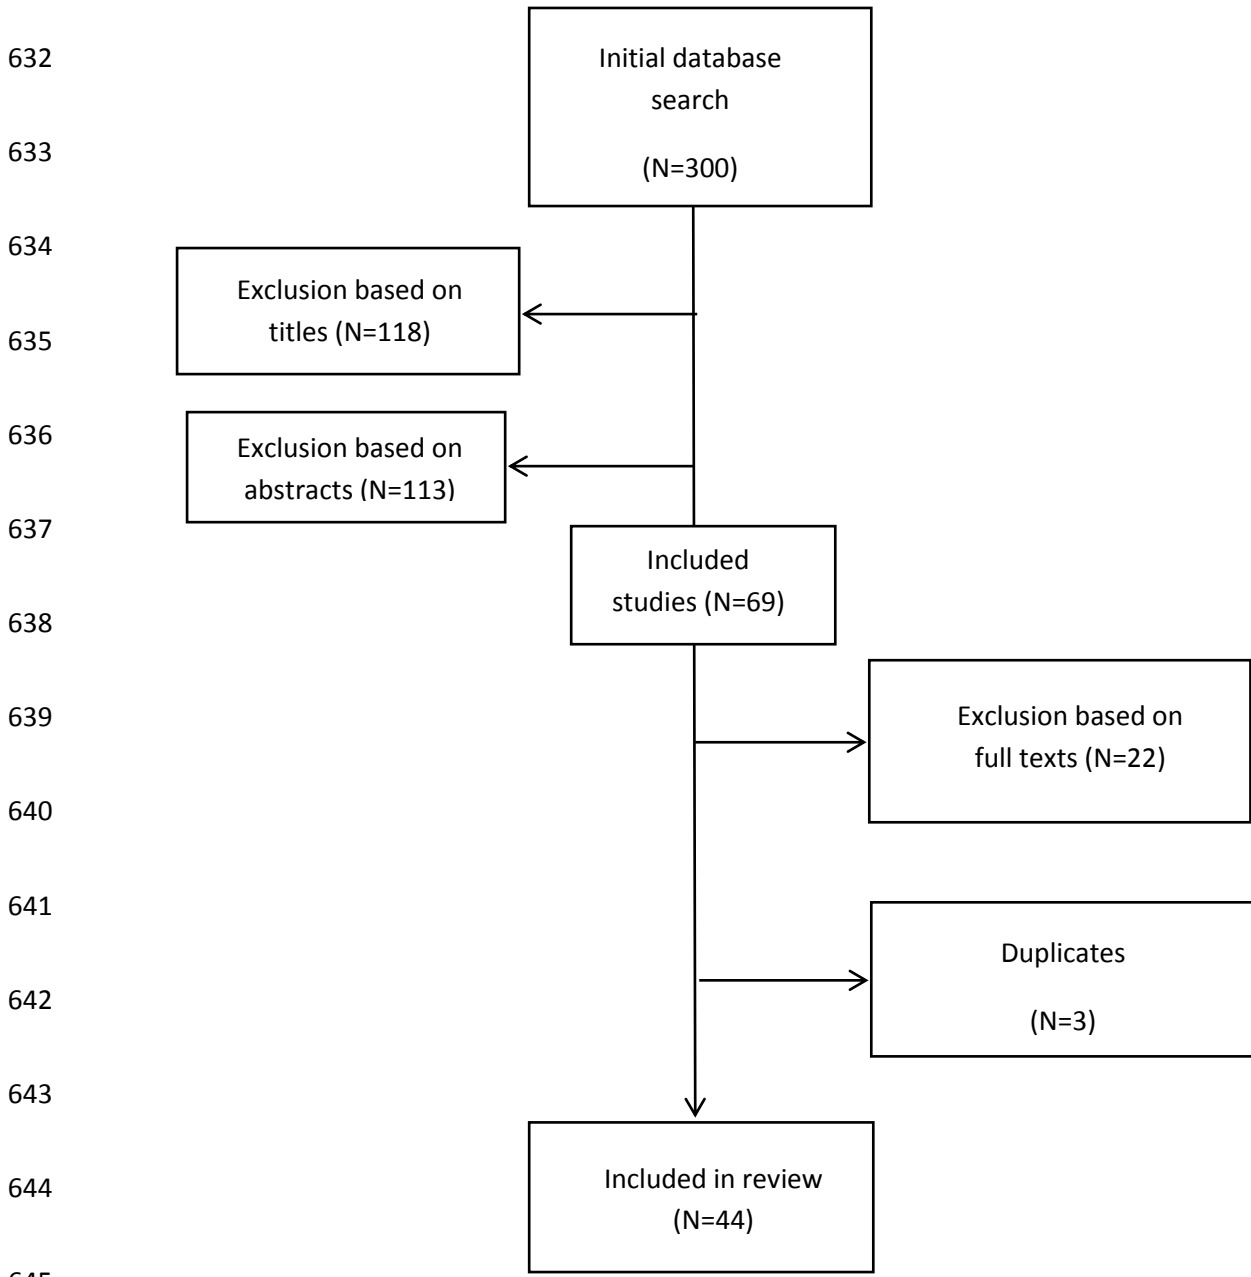 632
Initial database
search
633
(N=300)
634
Exclusion based on
titles (N=118)
635
636
Exclusion based on
abstracts (N=113)
637
Included
studies (N=69)
638
639
Exclusion based on
full texts (N=22)
640
641
Duplicates
642
(N=3)
643
644
Included in review
(N=44)
645